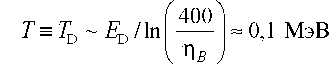 T ≡ T_D ~ E_D / ln(400/η_B) ≈ 0,1 МэВ